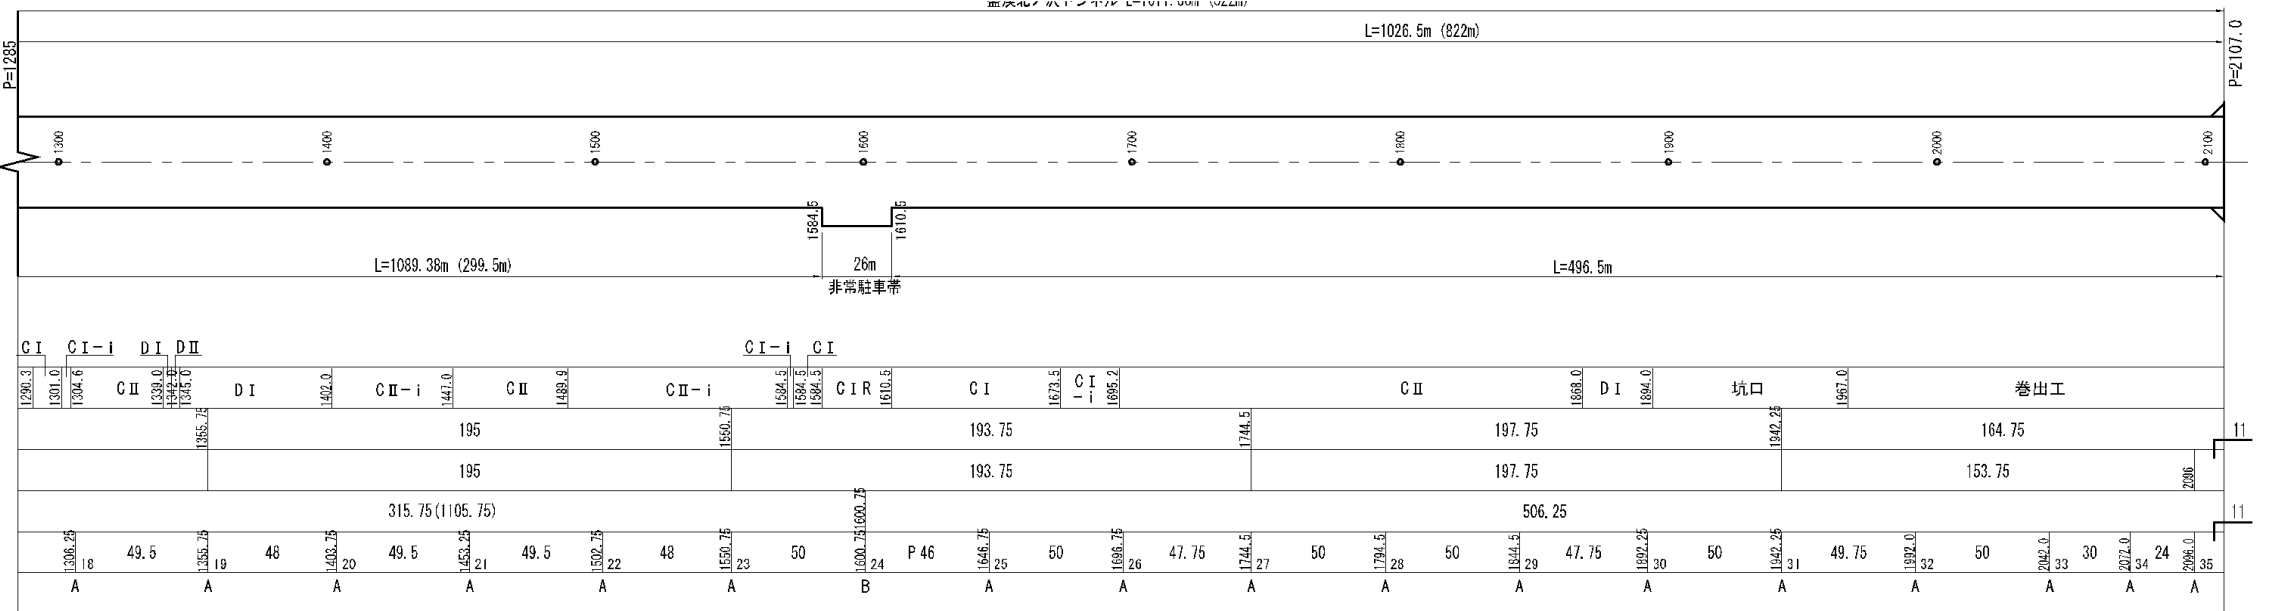 L=1026.5m (822m)
P=1285
P=2107.0
1300 1400 1500 1600 1700 1800 1900 2000 2100
1584.5 1610.5
L=1089.38m (299.5m) 26m L=496.5m
非常駐車帯
CⅠ CⅠ-i DⅠ DⅡ CⅠ-i CⅠ
1290.3 1301.0 1304.6 CⅡ 1339.0 1342.0 1345.0 DⅠ 1402.0 CⅡ-i 1447.0 CⅡ 1489.9 CⅡ-i 1584.5 1584.5 1584.5 CⅠR 1610.5 CⅠ 1673.5 CⅠ-i 1695.2 CⅡ 1868.0 DⅠ 1894.0 坑口 1967.0 巻出工
1355.75 195 1550.75 193.75 1744.5 197.75 1942.25 164.75 11
195 193.75 197.75 153.75 2096
315.75(1105.75) 1600.75 506.25 11
1306.25 18 49.5 1355.75 19 48 1403.75 20 49.5 1453.25 21 49.5 1502.75 22 48 1550.75 23 50 1600.75 24 P 46 1646.75 25 50 1696.75 26 47.75 1744.5 27 50 1794.5 28 50 1844.5 29 47.75 1892.25 30 50 1942.25 31 49.75 1992.0 32 50 2042.0 33 30 2072.0 34 24 2096.0 35
A A A A A A B A A A A A A A A A A A